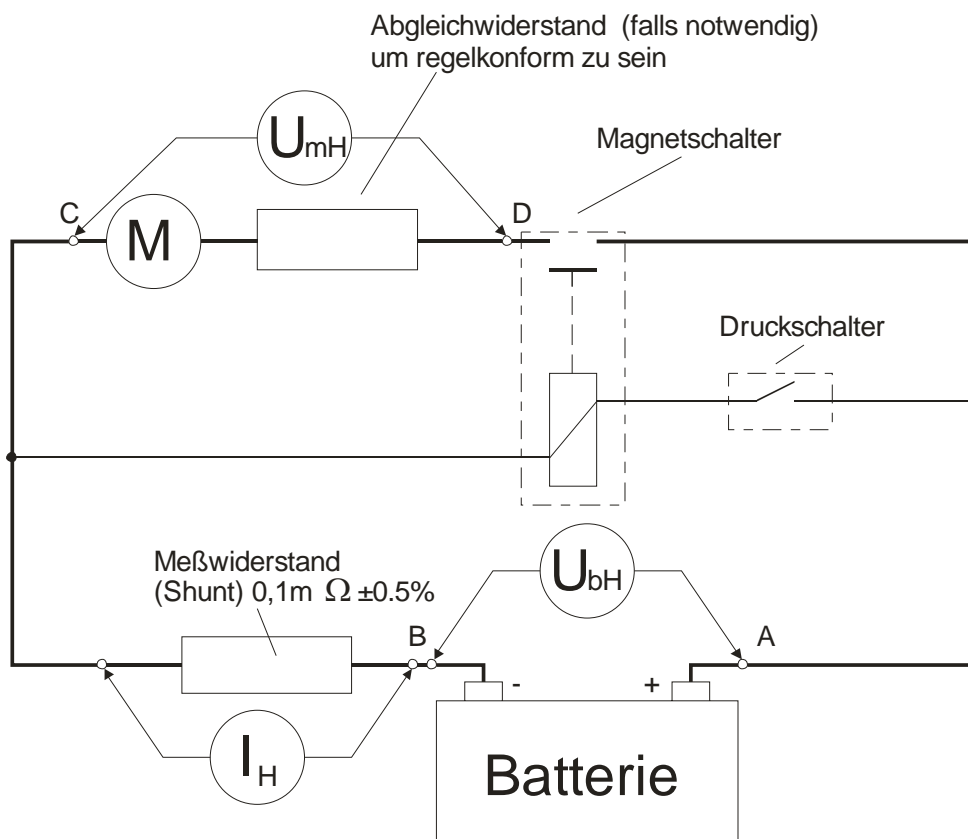 Abgleichwiderstand (falls notwendig)
um regelkonform zu sein
UmH
Magnetschalter
C
D
M
Druckschalter
Meßwiderstand
(Shunt) 0,1m Ω ±0.5%
UbH
B
A
- +
IH
Batterie